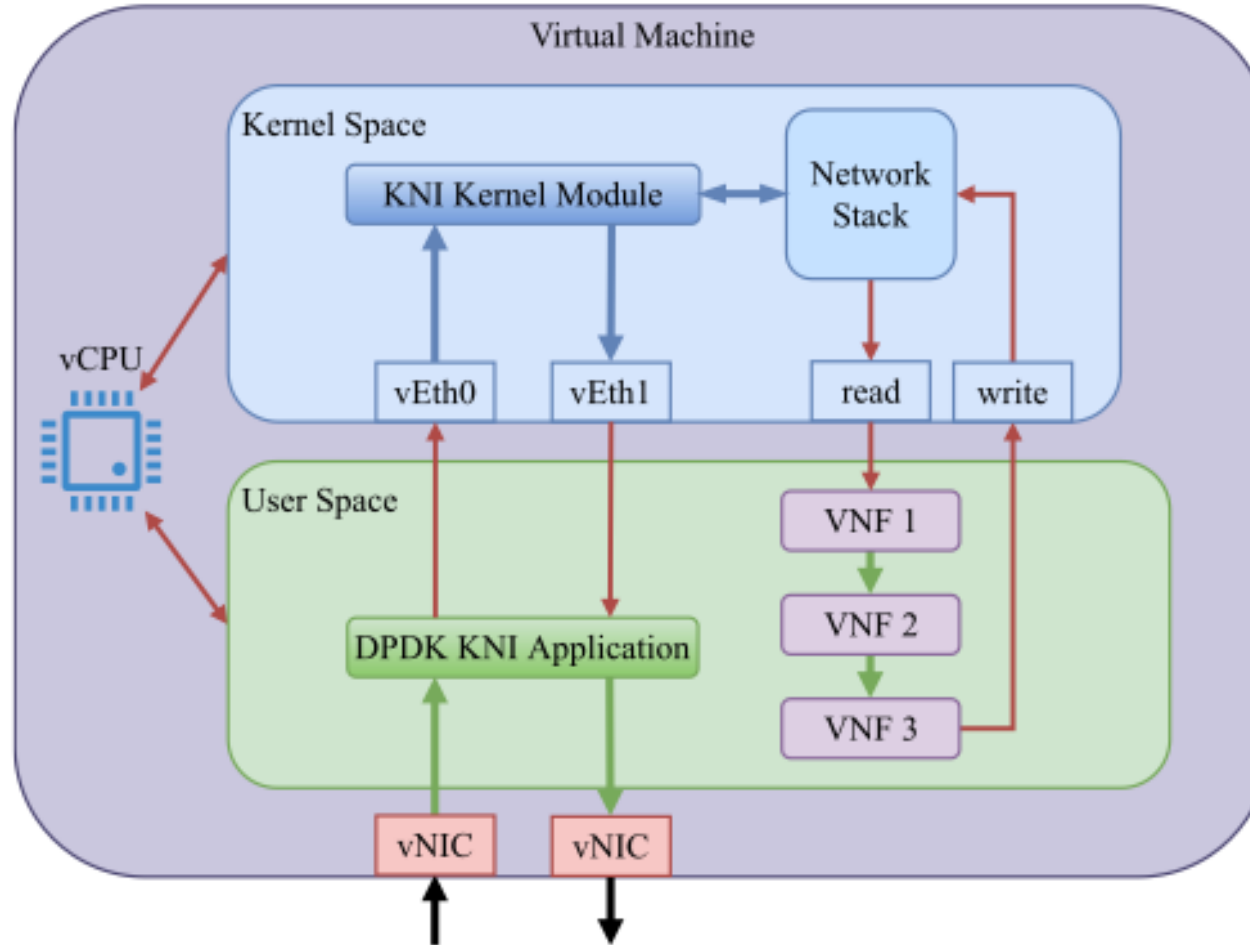 Virtual Machine
Kernel Space
KNI Kernel Module
Network
Stack
vCPU
vEth0
vEth1
read
write
User Space
VNF 1
VNF 2
DPDK KNI Application
VNF 3
vNIC
vNIC